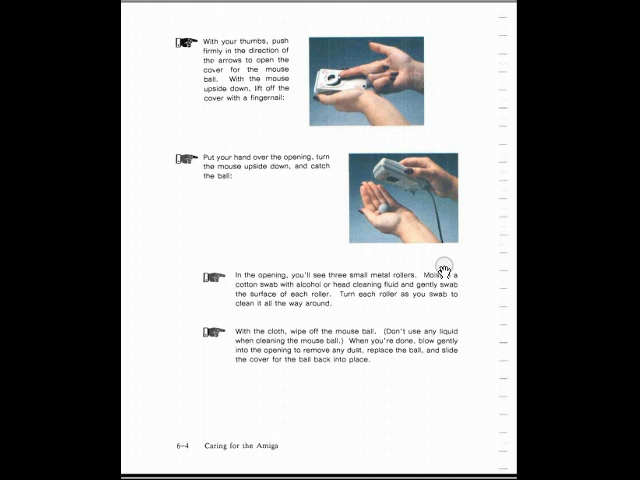 With your thumbs, push
firmly in the direction of
the arrows to open the
cover for the mouse
ball. With the mouse
upside down, lift off the
cover with a fingernail:
Put your hand over the opening, turn
the mouse upside down, and catch
the ball:
In the opening, you'll see three small metal rollers. a
cotton swab with alcohol or head cleaning fluid and gently swab
the surface of each roller. Turn each roller as you swab to
clean it all the way around.
With the cloth, wipe off the mouse ball. (Don't use any liquid
when cleaning the mouse ball.) When you're done, blow gently
into the opening to remove any dust, replace the ball, and slide
the cover for the ball back into place.
6-4 Caring for the Amiga